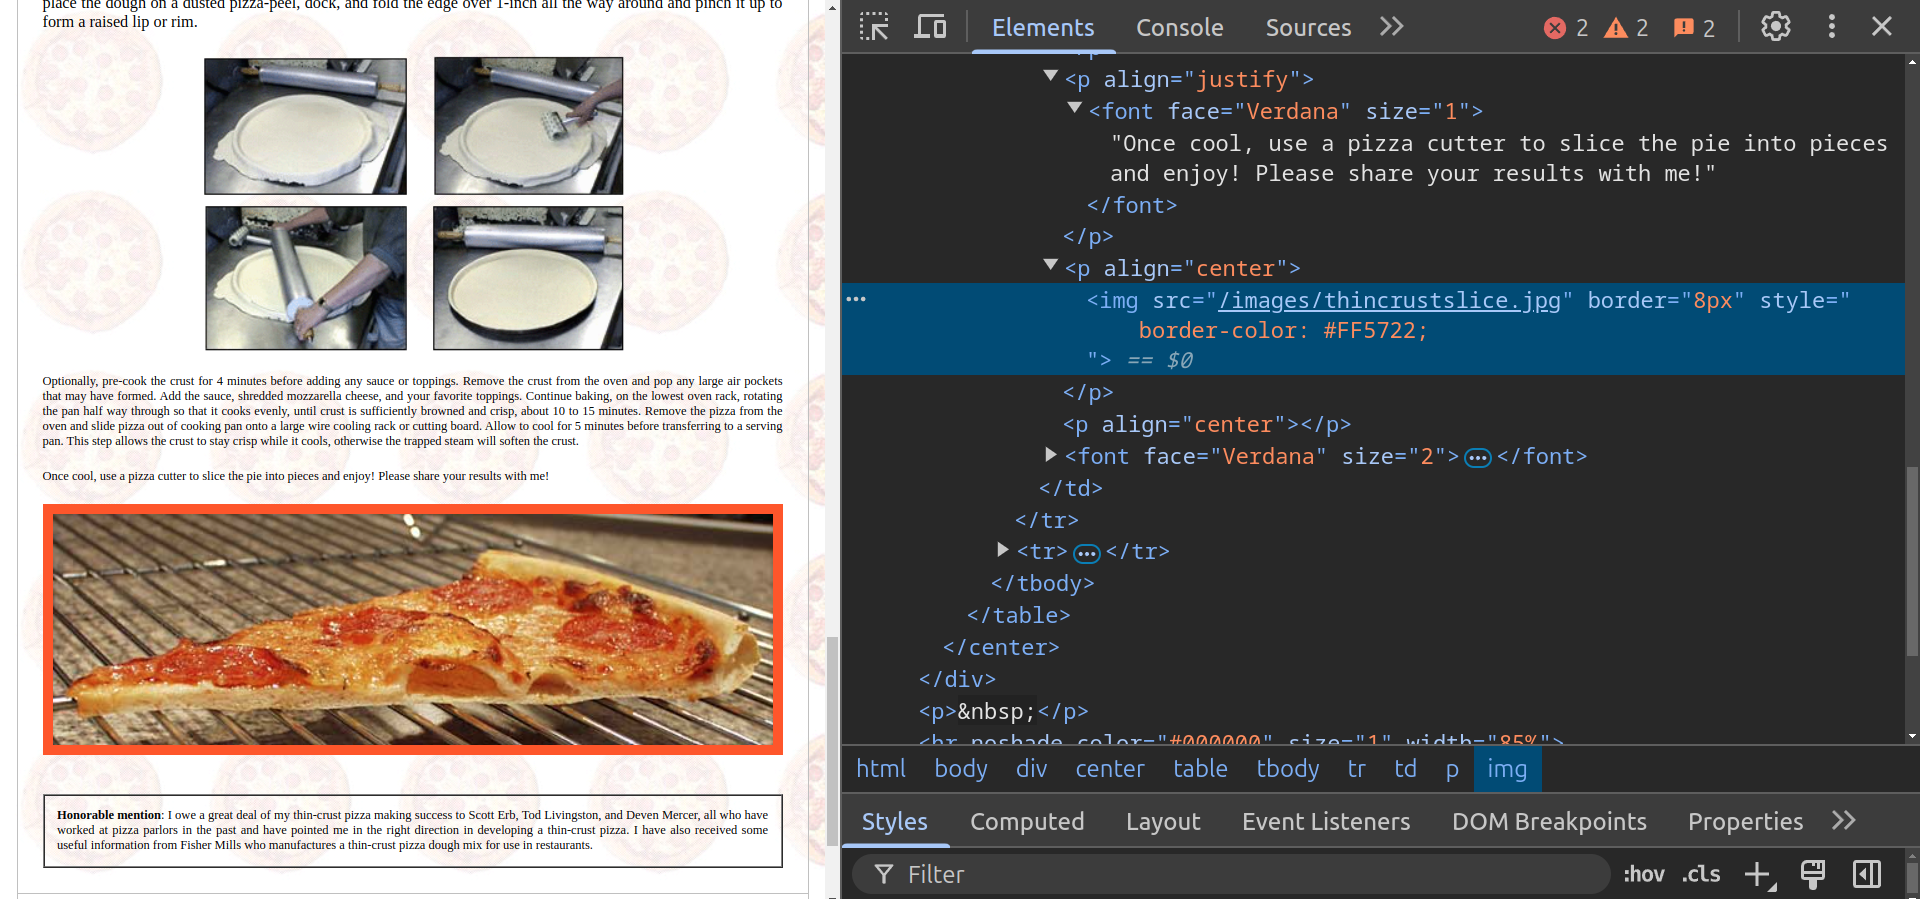 place the dough on a dusted pizza-peel, dock, and fold the edge over 1-inch all the way around and pinch it up to
form a raised lip or rim.
Optionally, pre-cook the crust for 4 minutes before adding any sauce or toppings. Remove the crust from the oven and pop any large air pockets
that may have formed. Add the sauce, shredded mozzarella cheese, and your favorite toppings. Continue baking, on the lowest oven rack, rotating
the pan half way through so that it cooks evenly, until crust is sufficiently browned and crisp, about 10 to 15 minutes. Remove the pizza from the
oven and slide pizza out of cooking pan onto a large wire cooling rack or cutting board. Allow to cool for 5 minutes before transferring to a serving
pan. This step allows the crust to stay crisp while it cools, otherwise the trapped steam will soften the crust.
Once cool, use a pizza cutter to slice the pie into pieces and enjoy! Please share your results with me!
Honorable mention: I owe a great deal of my thin-crust pizza making success to Scott Erb, Tod Livingston, and Deven Mercer, all who have
worked at pizza parlors in the past and have pointed me in the right direction in developing a thin-crust pizza. I have also received some
useful information from Fisher Mills who manufactures a thin-crust pizza dough mix for use in restaurants.
Elements Console Sources 2 2 2
<p align="justify">
<font face="Verdana" size="1">
"Once cool, use a pizza cutter to slice the pie into pieces
and enjoy! Please share your results with me!"
</font>
</p>
<p align="center">
<img src="/images/thincrustslice.jpg" border="8px" style="
border-color: #FF5722;
"> == $0
</p>
<p align="center"></p>
<font face="Verdana" size="2">…</font>
</td>
</tr>
<tr>…</tr>
</tbody>
</table>
</center>
</div>
<p>&nbsp;</p>
<hr noshade color="#000000" size="1" width="85%">
html body div center table tbody tr td p img
Styles Computed Layout Event Listeners DOM Breakpoints Properties
Filter :hov .cls